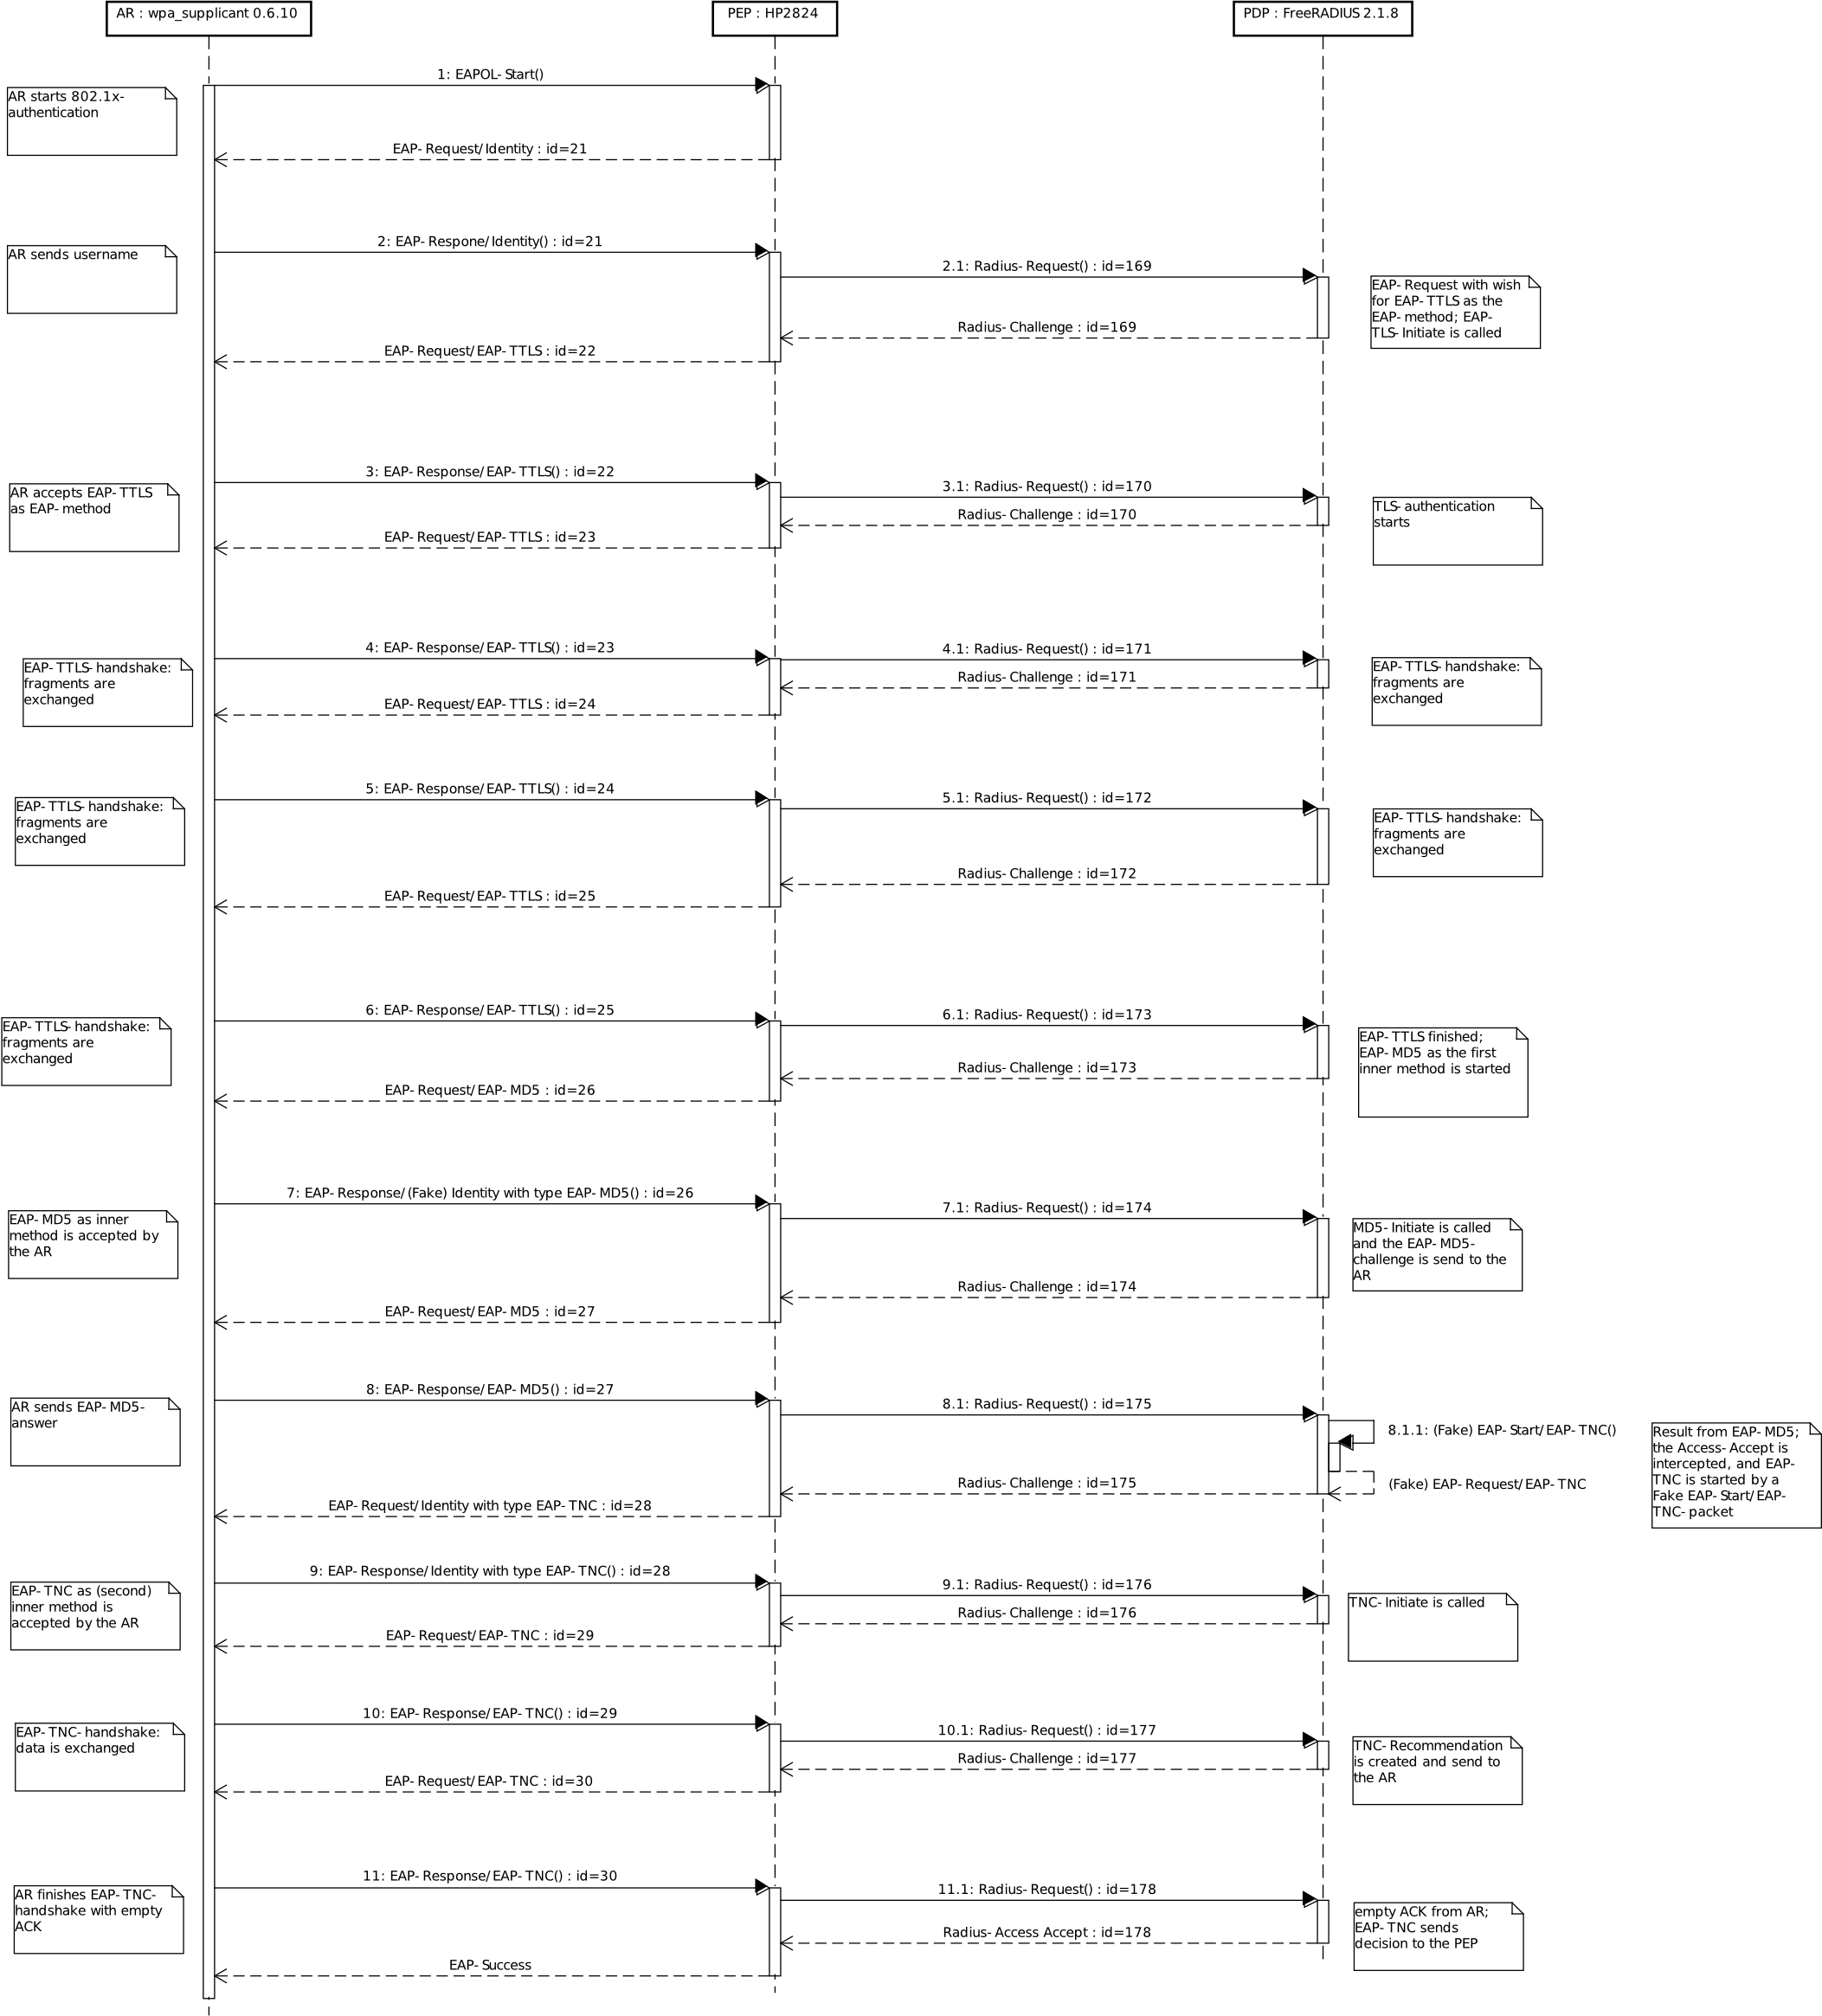 AR : wpa_supplicant 0.6.10
PEP : HP2824
PDP : FreeRADIUS 2.1.8
1: EAPOL-Start()
AR starts 802.1x-
authentication
EAP-Request/Identity : id=21
2: EAP-Respone/Identity() : id=21
AR sends username
2.1: Radius-Request() : id=169
EAP-Request with wish
for EAP-TTLS as the
EAP-method; EAP-
TLS-Initiate is called
Radius-Challenge : id=169
EAP-Request/EAP-TTLS : id=22
3: EAP-Response/EAP-TTLS() : id=22
AR accepts EAP-TTLS
as EAP-method
3.1: Radius-Request() : id=170
Radius-Challenge : id=170
TLS-authentication
starts
EAP-Request/EAP-TTLS : id=23
4: EAP-Response/EAP-TTLS() : id=23
4.1: Radius-Request() : id=171
EAP-TTLS-handshake:
fragments are
exchanged
Radius-Challenge : id=171
EAP-TTLS-handshake:
fragments are
exchanged
EAP-Request/EAP-TTLS : id=24
5: EAP-Response/EAP-TTLS() : id=24
5.1: Radius-Request() : id=172
EAP-TTLS-handshake:
fragments are
exchanged
EAP-TTLS-handshake:
fragments are
exchanged
Radius-Challenge : id=172
EAP-Request/EAP-TTLS : id=25
6: EAP-Response/EAP-TTLS() : id=25
6.1: Radius-Request() : id=173
EAP-TTLS-handshake:
fragments are
exchanged
EAP-TTLS finished;
EAP-MD5 as the first
inner method is started
Radius-Challenge : id=173
EAP-Request/EAP-MD5 : id=26
7: EAP-Response/(Fake) Identity with type EAP-MD5() : id=26
7.1: Radius-Request() : id=174
EAP-MD5 as inner
method is accepted by
the AR
MD5-Initiate is called
and the EAP-MD5-
challenge is send to the
AR
Radius-Challenge : id=174
EAP-Request/EAP-MD5 : id=27
8: EAP-Response/EAP-MD5() : id=27
8.1: Radius-Request() : id=175
AR sends EAP-MD5-
answer
8.1.1: (Fake) EAP-Start/EAP-TNC()
Result from EAP-MD5;
the Access-Accept is
intercepted, and EAP-
TNC is started by a
Fake EAP-Start/EAP-
TNC-packet
Radius-Challenge : id=175
(Fake) EAP-Request/EAP-TNC
EAP-Request/Identity with type EAP-TNC : id=28
9: EAP-Response/Identity with type EAP-TNC() : id=28
9.1: Radius-Request() : id=176
EAP-TNC as (second)
inner method is
accepted by the AR
TNC-Initiate is called
Radius-Challenge : id=176
EAP-Request/EAP-TNC : id=29
10: EAP-Response/EAP-TNC() : id=29
10.1: Radius-Request() : id=177
EAP-TNC-handshake:
data is exchanged
TNC-Recommendation
is created and send to
the AR
Radius-Challenge : id=177
EAP-Request/EAP-TNC : id=30
11: EAP-Response/EAP-TNC() : id=30
11.1: Radius-Request() : id=178
AR finishes EAP-TNC-
handshake with empty
ACK
empty ACK from AR;
EAP-TNC sends
decision to the PEP
Radius-Access Accept : id=178
EAP-Success